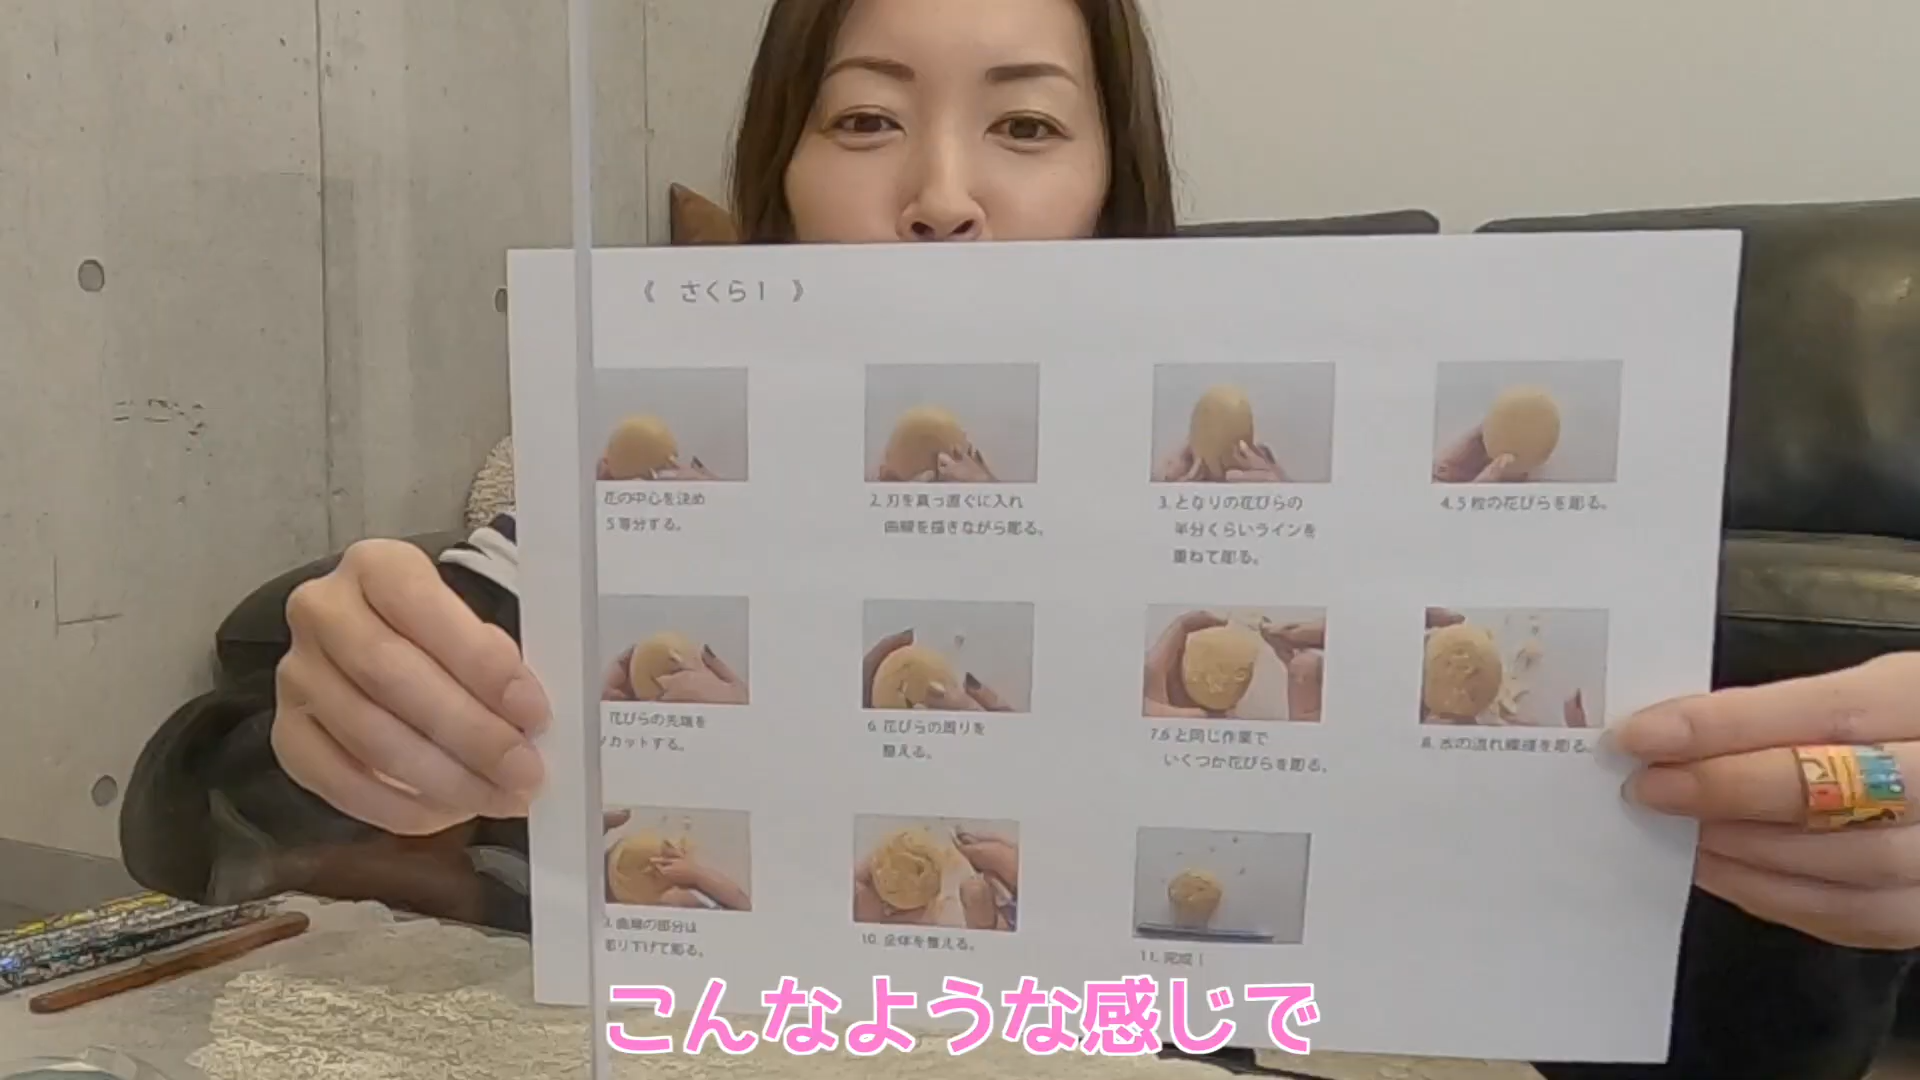 《 さくら1 》
花の中心を決め
5等分する。
2. 刃を真っ直ぐに入れ
曲線を描きながら彫る。
3. となりの花びらの
半分くらいラインを
重ねて彫る。
4. 5枚の花びらを彫る。
花びらの先端を
カットする。
6. 花びらの周りを
整える。
7.6と同じ作業で
いくつか花びらを彫る。
8. 水の流れ模様を彫る。
曲線の部分は
彫り下げて彫る。
10. 全体を整える。
11. 完成!
こんなような感じで